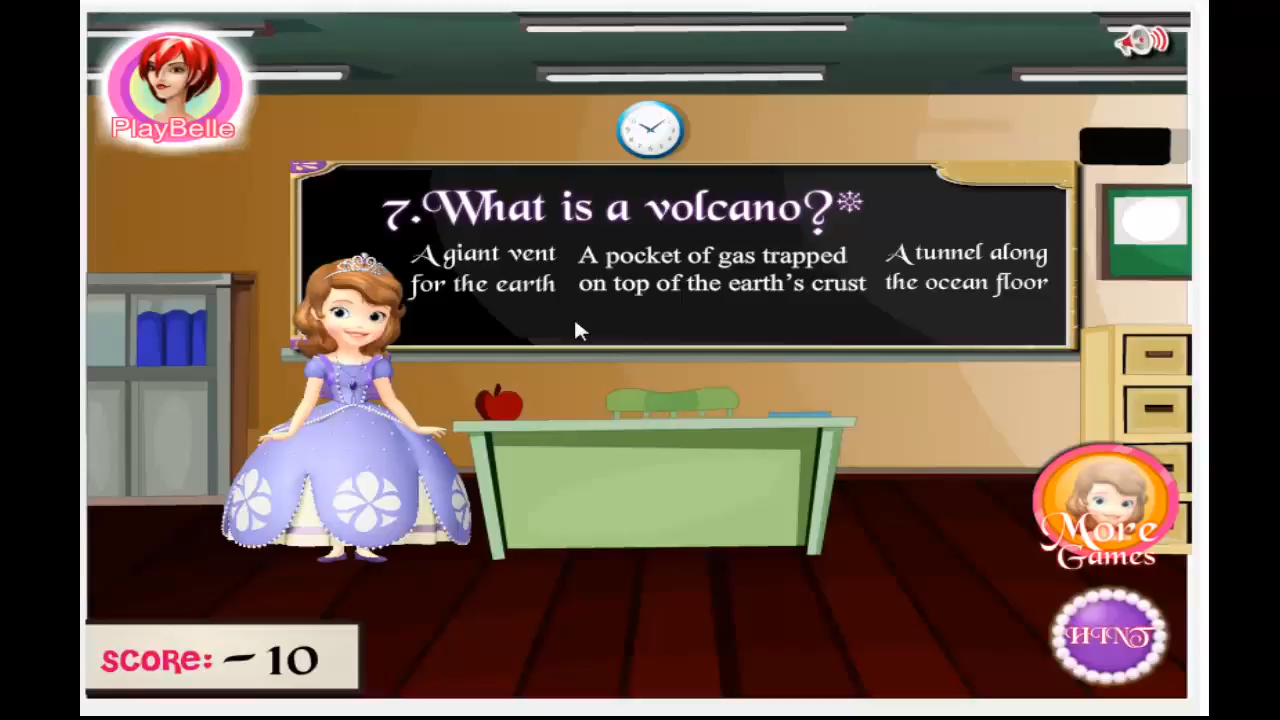 PlayBelle
7.What is a volcano?*
A giant vent
for the earth
A pocket of gas trapped
on top of the earth's crust
A tunnel along
the ocean floor
More
Games
HINT
SCORE: - 10